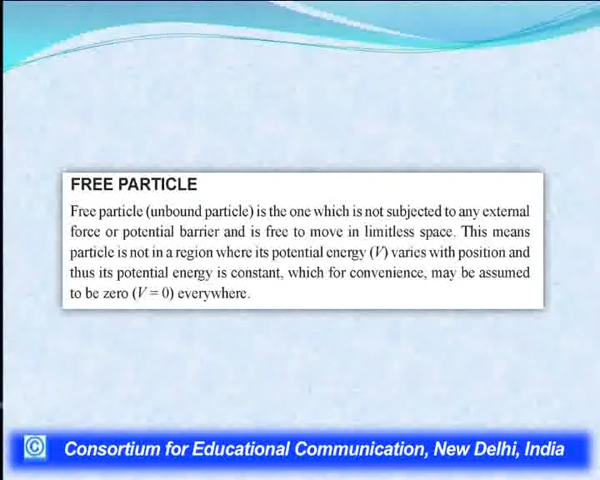 FREE PARTICLE
Free particle (unbound particle) is the one which is not subjected to any external
force or potential barrier and is free to move in limitless space. This means
particle is not in a region where its potential energy (V) varies with position and
thus its potential energy is constant, which for convenience, may be assumed
to be zero (V = 0) everywhere.
© Consortium for Educational Communication, New Delhi, India